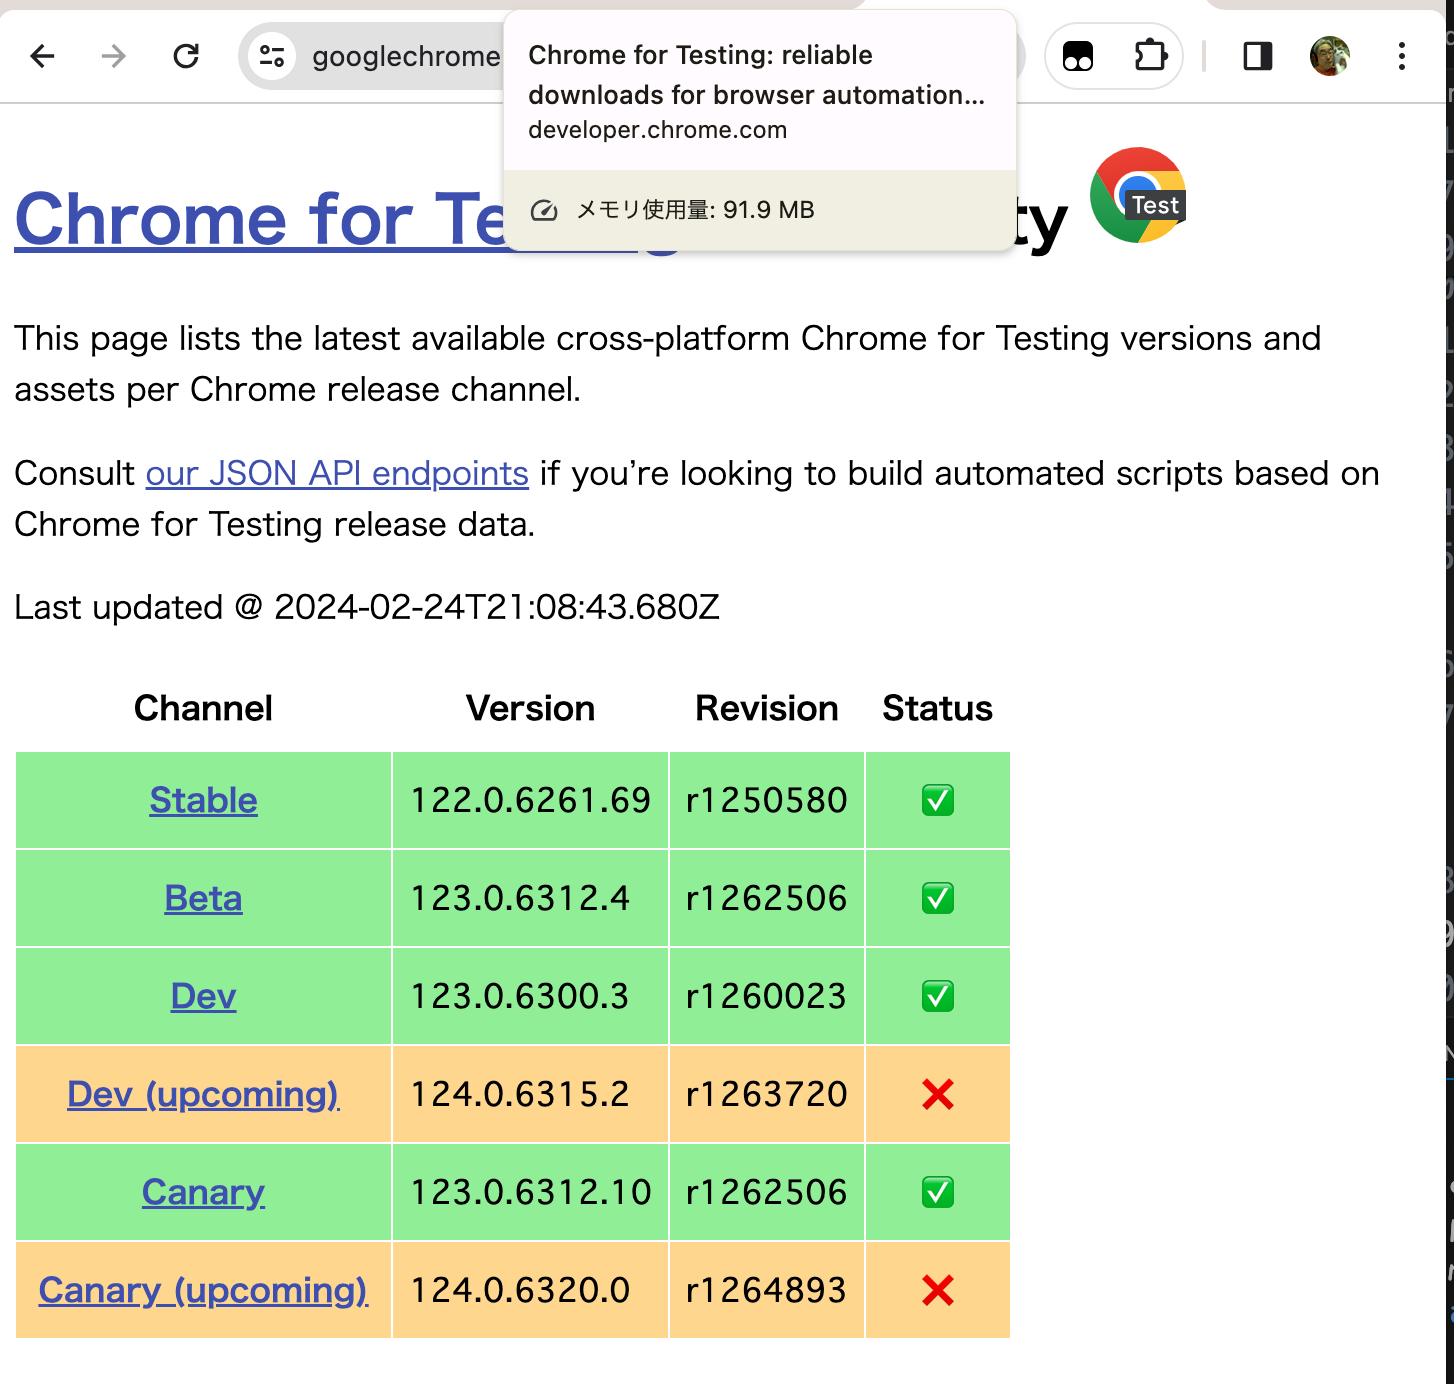 googlechrome
Chrome for Testing: reliable
downloads for browser automation...
developer.chrome.com
メモリ使用量: 91.9 MB
Chrome for Te
ty
Test
This page lists the latest available cross-platform Chrome for Testing versions and
assets per Chrome release channel.
Consult our JSON API endpoints if you’re looking to build automated scripts based on
Chrome for Testing release data.
Last updated @ 2024-02-24T21:08:43.680Z
Channel Version Revision Status
Stable 122.0.6261.69 r1250580 ✅
Beta 123.0.6312.4 r1262506 ✅
Dev 123.0.6300.3 r1260023 ✅
Dev (upcoming) 124.0.6315.2 r1263720 ❌
Canary 123.0.6312.10 r1262506 ✅
Canary (upcoming) 124.0.6320.0 r1264893 ❌